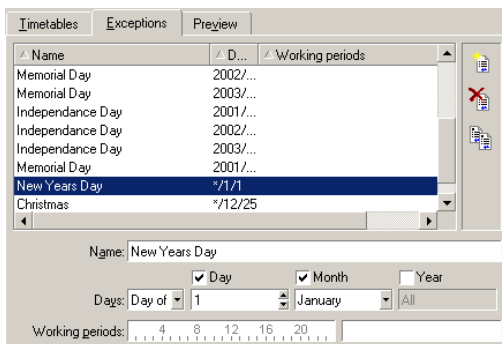 Timetables Exceptions Preview
Name D... Working periods
Memorial Day 2002/...
Memorial Day 2003/...
Independance Day 2001/...
Independance Day 2002/...
Independance Day 2003/...
Memorial Day 2001/...
New Years Day */1/1
Christmas */12/25
Name: New Years Day
Day Month Year
Days: Day of 1 January All
Working periods: 4 8 12 16 20